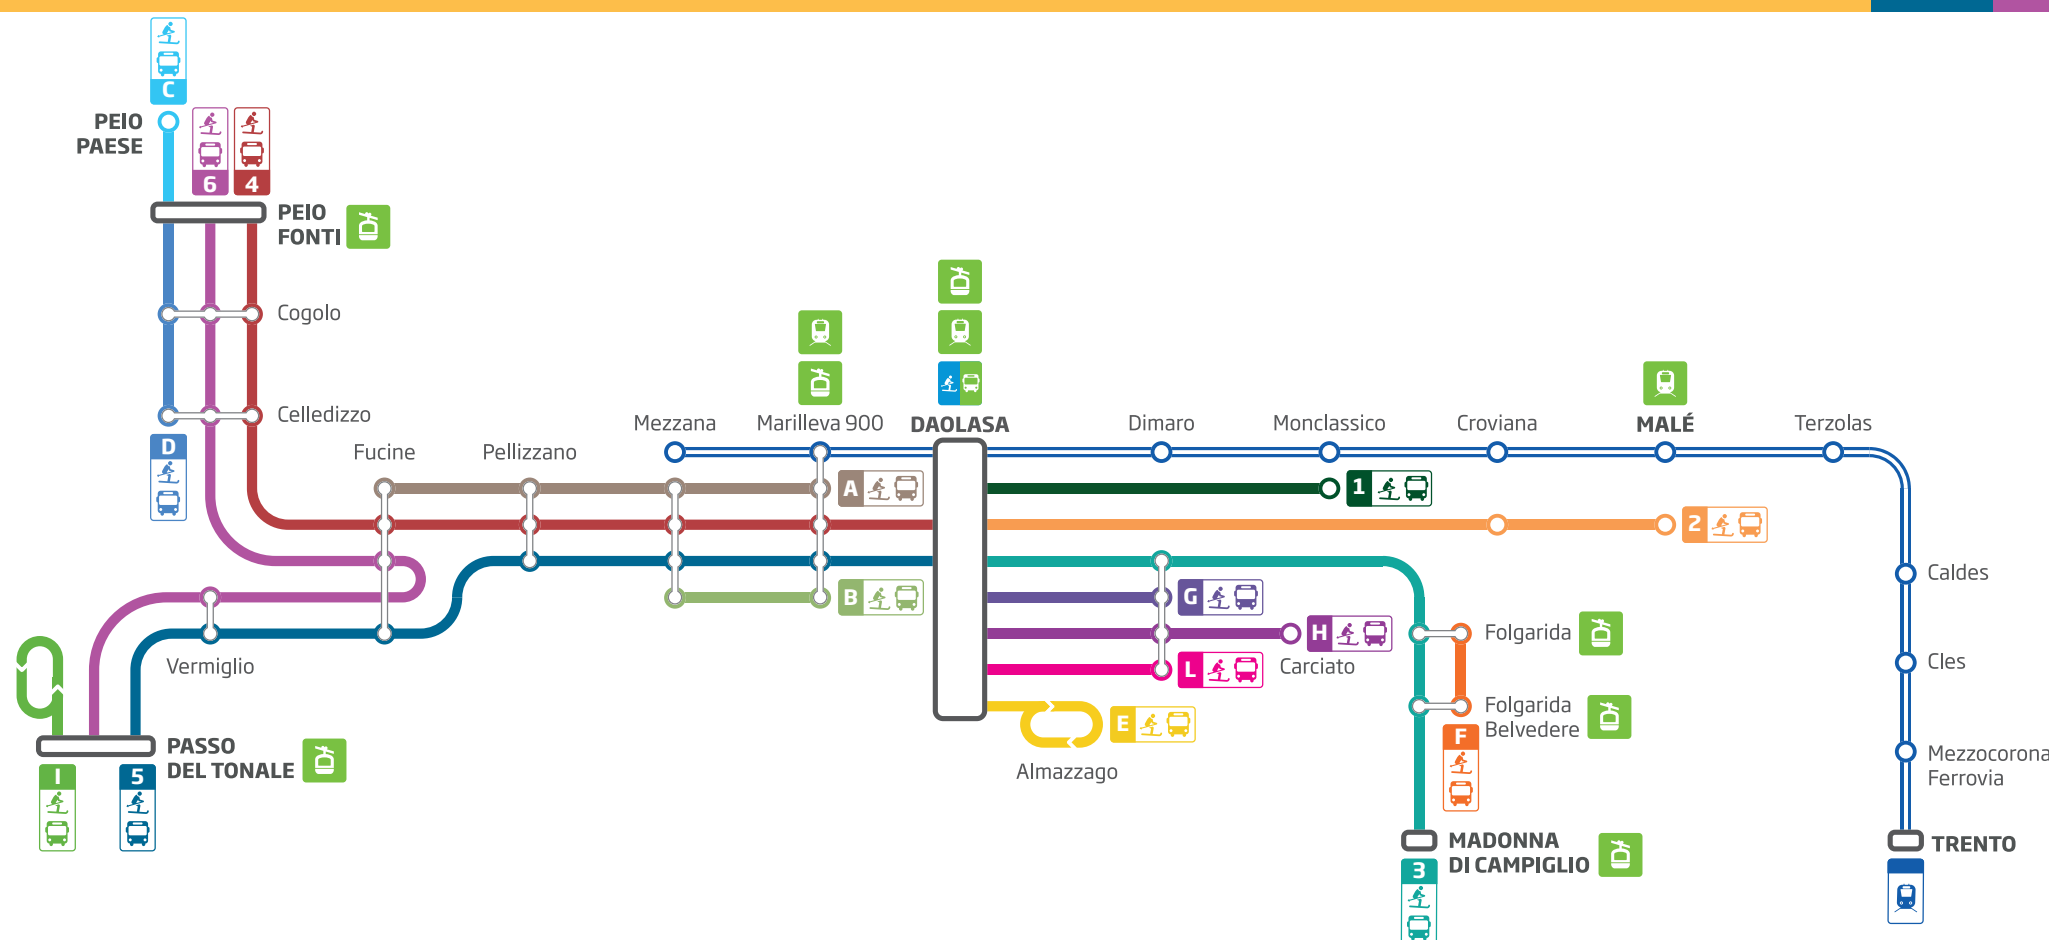 C
PEIO
PAESE
6
4
PEIO
FONTI
Cogolo
Celledizzo
D
Fucine
Pellizzano
Mezzana
Marilleva 900
DAOLASA
Dimaro
Monclassico
Croviana
MALÉ
Terzolas
A
1
2
B
G
H
Carciato
L
E
Almazzago
Vermiglio
PASSO
DEL TONALE
I
5
Folgarida
Folgarida
Belvedere
F
MADONNA
DI CAMPIGLIO
3
Caldes
Cles
Mezzocorona
Ferrovia
TRENTO